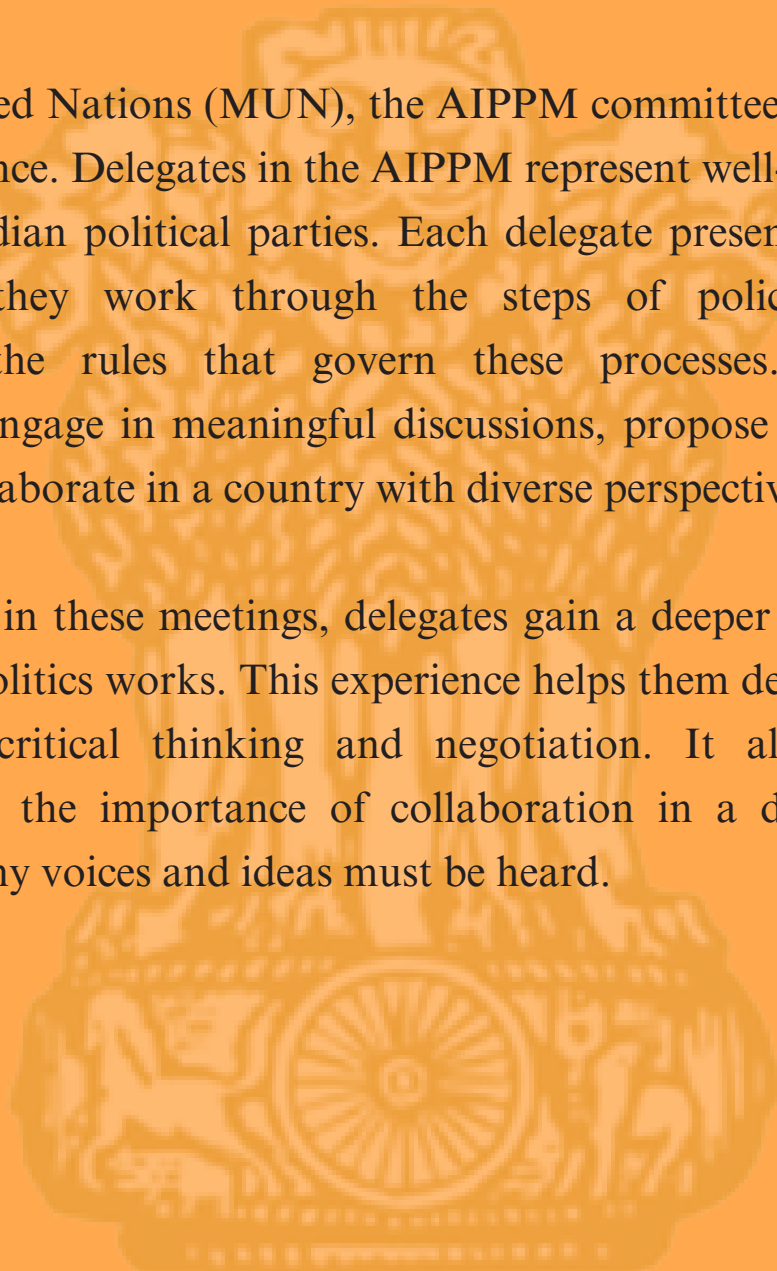 ed Nations (MUN), the AIPPM committee
nce. Delegates in the AIPPM represent well-
dian political parties. Each delegate presen
they work through the steps of polic
the rules that govern these processes.
ngage in meaningful discussions, propose
laborate in a country with diverse perspectiv
in these meetings, delegates gain a deeper
olitics works. This experience helps them de
critical thinking and negotiation. It al
the importance of collaboration in a d
ny voices and ideas must be heard.